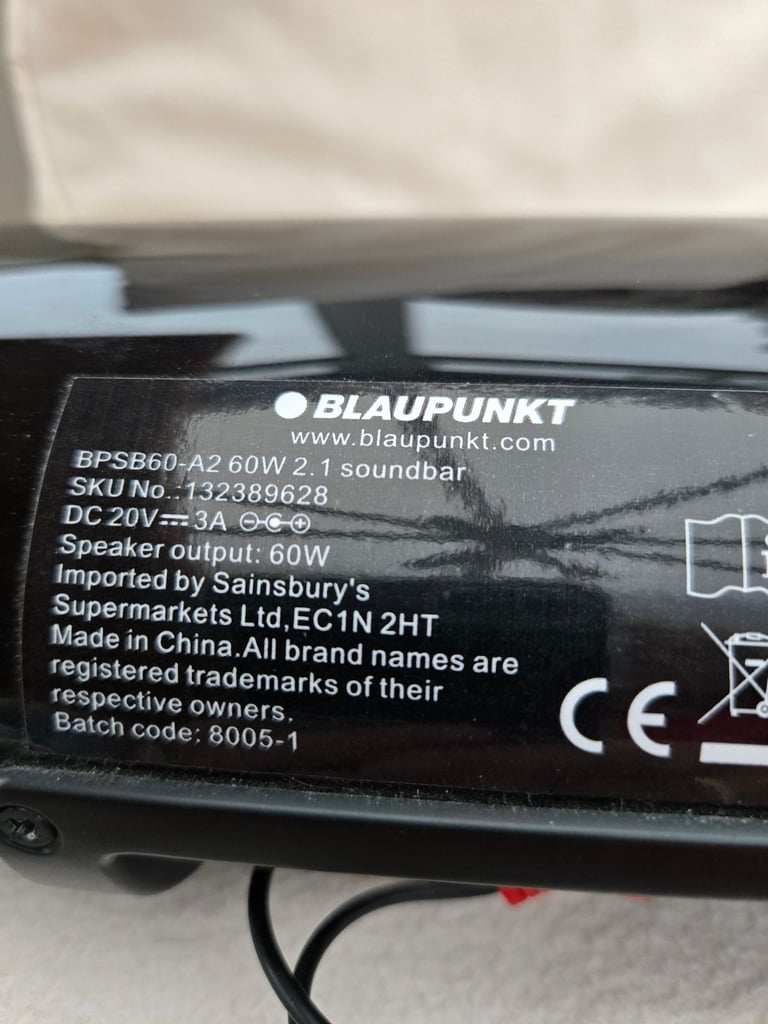 BLAUPUNKT
www.blaupunkt.com
BPSB60-A2 60W 2.1 soundbar
SKU No.:132389628
DC 20V⎓3A
Speaker output: 60W
Imported by Sainsbury's
Supermarkets Ltd,EC1N 2HT
Made in China.All brand names are
registered trademarks of their
respective owners.
Batch code: 8005-1
CE